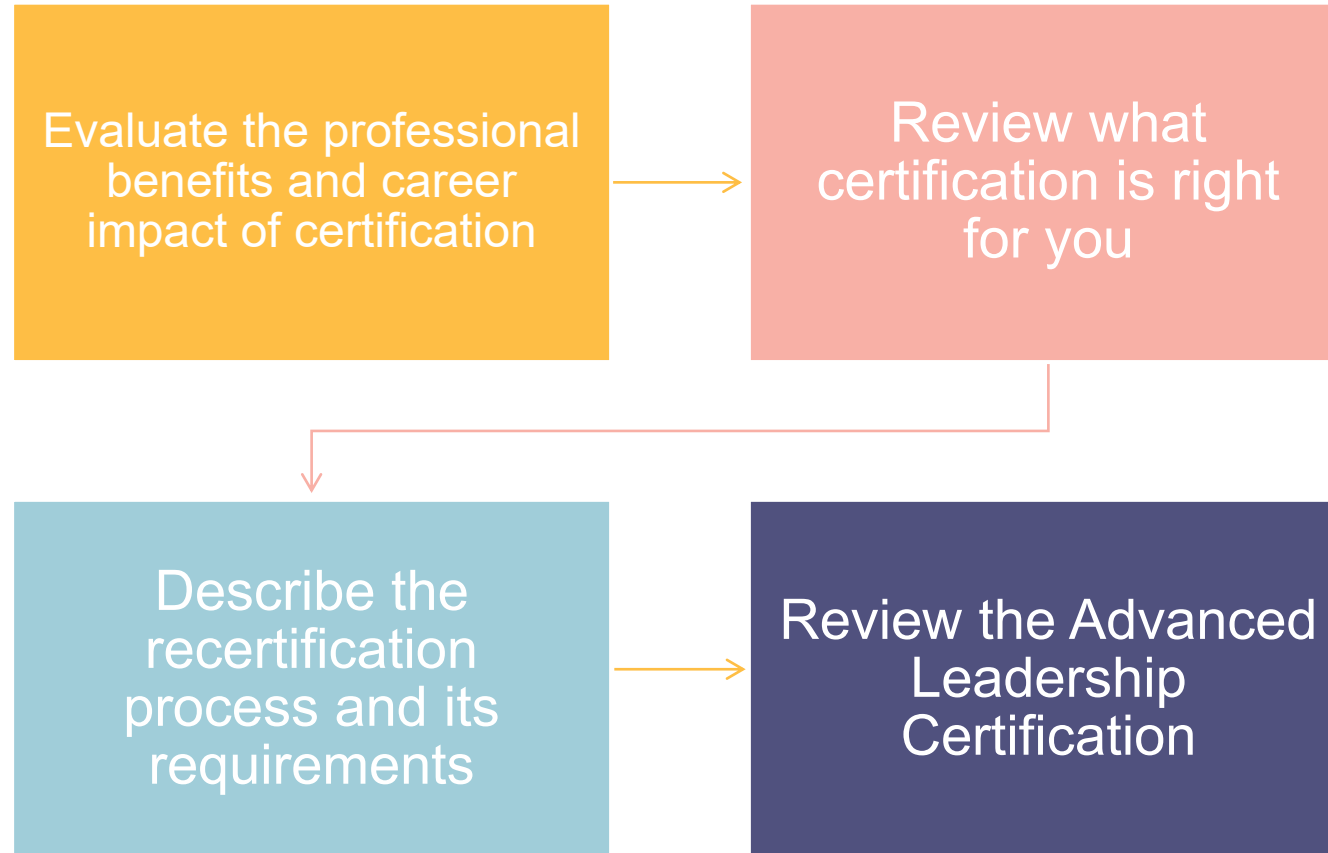 Evaluate the professional
benefits and career
impact of certification
Review what
certification is right
for you
Describe the
recertification
process and its
requirements
Review the Advanced
Leadership
Certification